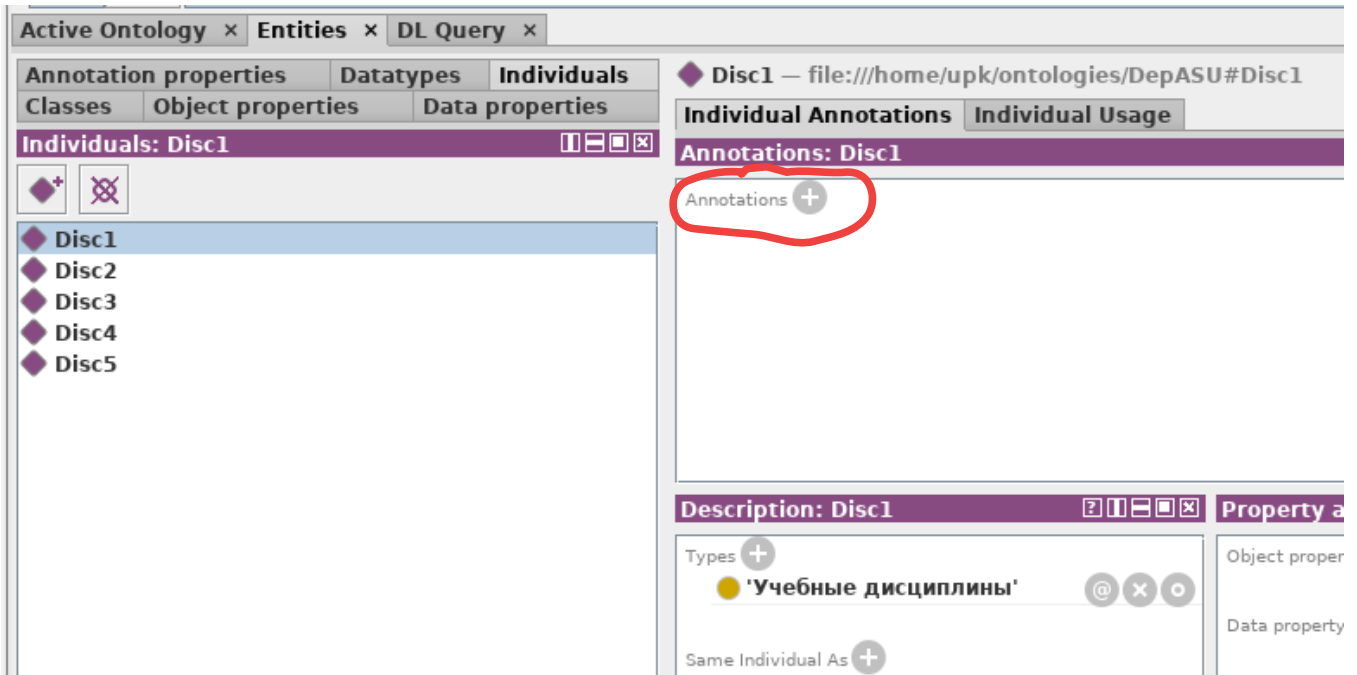 Active Ontology × Entities × DL Query ×
Annotation properties Datatypes Individuals
Classes Object properties Data properties
Individuals: Disc1
Disc1
Disc2
Disc3
Disc4
Disc5
Disc1 — file:///home/upk/ontologies/DepASU#Disc1
Individual Annotations Individual Usage
Annotations: Disc1
Annotations
Description: Disc1
Types
'Учебные дисциплины'
Same Individual As
Property a
Object proper
Data property